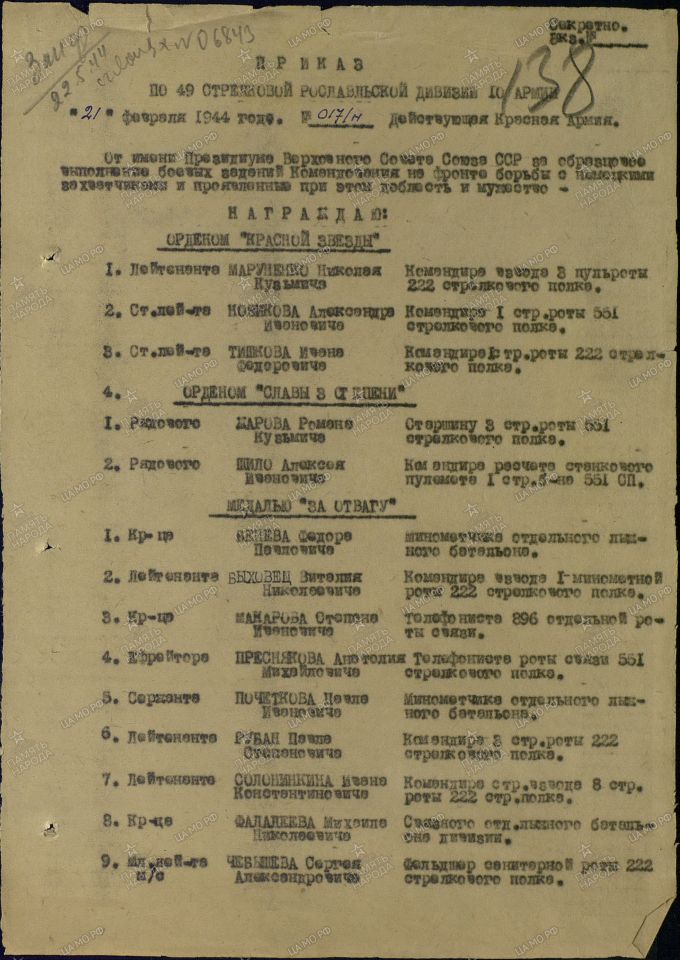 Секретно.
Экз.№
138
22.5.44
№ 06843
ПРИКАЗ
ПО 49 СТРЕЛКОВОЙ РОСЛАВЛЬСКОЙ ДИВИЗИИ 10 АРМИИ
"21" февраля 1944 года. № 017/н Действующая Красная Армия.
От имени Президиума Верховного Совета Союза ССР за образцовое
выполнение боевых заданий Командования на фронте борьбы с немецкими
захватчиками и проявленные при этом доблесть и мужество -
НАГРАЖДАЮ:
ОРДЕНОМ "КРАСНОЙ ЗВЕЗДЫ"
1. Лейтенанта МАРУНЕНКО Николая Командира взвода 3 пульроты
Кузьмича 222 стрелкового полка.
2. Ст.лей-та НОВИКОВА Александра Командира I стр.роты 551
Ивановича стрелкового полка.
3. Ст.лей-та ТИШКОВА Ивана Командира I стр.роты 222 стрел-
Федоровича кового полка.
4. ОРДЕНОМ "СЛАВЫ 3 СТЕПЕНИ"
1. Рядового ЖАРОВА Романа Старшину 3 стр.роты 551
Кузьмича стрелкового полка.
2. Рядового ШИЛО Алексея Командира расчета станкового
Ивановича пулемета I стр.б-на 551 СП.
МЕДАЛЬЮ "ЗА ОТВАГУ"
1. Кр-ца Федора минометчика отдельного лыж-
Павловича ного батальона.
2. Лейтенанта БЫХОВЕЦ Виталия Командира взвода I минометной
Николаевича роты 222 стрелкового полка.
3. Кр-ца МАКАРОВА Степана Телефониста 896 отдельной ро-
Ивановича ты связи.
4. Ефрейтора ПРЕСНЯКОВА Анатолия Телефониста роты связи 551
Михайловича стрелкового полка.
5. Сержанта ПОЧЕТКОВА Павла Минометчика отдельного лыж-
Ивановича ного батальона.
6. Лейтенанта РУБАН Павла Командира 3 стр.роты 222
Степановича стрелкового полка.
7. Лейтенанта СОЛОНИНКИНА Ивана Командира стр.взвода 8 стр.
Константиновича роты 222 стр.полка.
8. Кр-ца ФАЛАЛЕЕВА Михаила Связного отд.лыжного баталь-
Николаевича она дивизии.
9. Мл.лей-та ЧЕБЫШЕВА Сергея Фельдшер санитарной роты 222
м/с Александровича стрелкового полка.